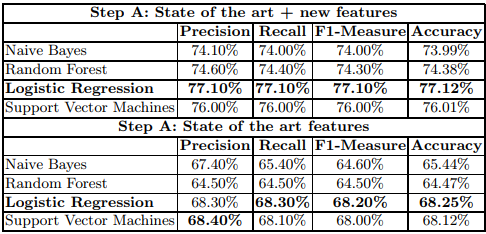 Step A: State of the art + new features
Precision Recall F1-Measure Accuracy
Naive Bayes 74.10% 74.00% 74.00% 73.99%
Random Forest 74.60% 74.40% 74.30% 74.38%
Logistic Regression 77.10% 77.10% 77.10% 77.12%
Support Vector Machines 76.00% 76.00% 76.00% 76.01%
Step A: State of the art features
Precision Recall F1-Measure Accuracy
Naive Bayes 67.40% 65.40% 64.60% 65.44%
Random Forest 64.50% 64.50% 64.50% 64.47%
Logistic Regression 68.30% 68.30% 68.20% 68.25%
Support Vector Machines 68.40% 68.10% 68.00% 68.12%